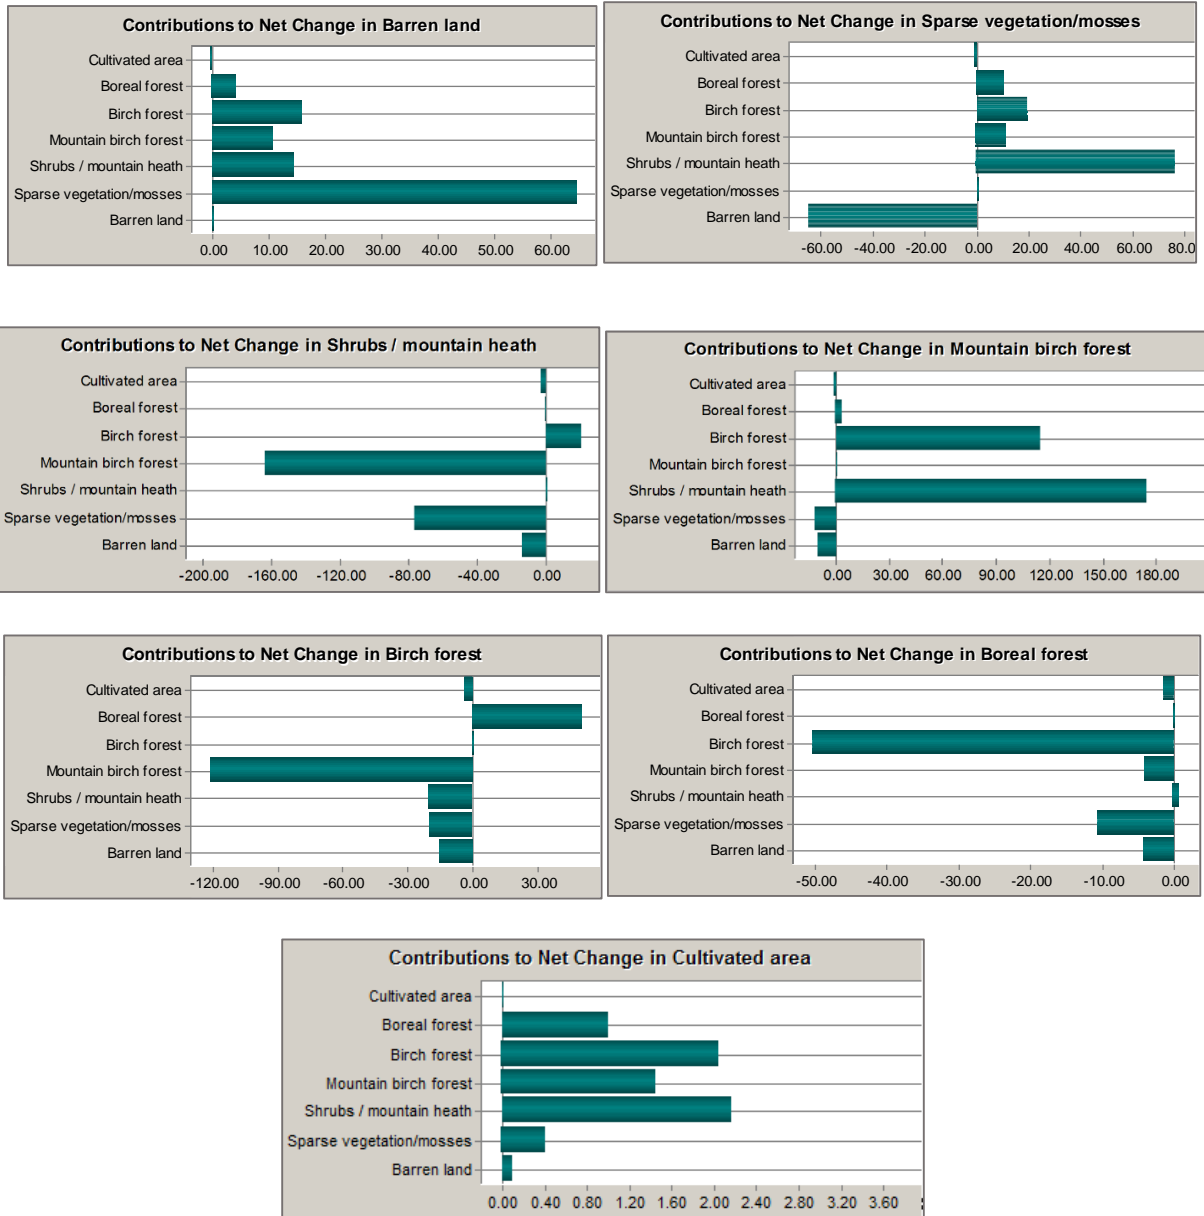 Contributions to Net Change in Barren land
Cultivated area
Boreal forest
Birch forest
Mountain birch forest
Shrubs / mountain heath
Sparse vegetation/mosses
Barren land
0.00 10.00 20.00 30.00 40.00 50.00 60.00
Contributions to Net Change in Sparse vegetation/mosses
Cultivated area
Boreal forest
Birch forest
Mountain birch forest
Shrubs / mountain heath
Sparse vegetation/mosses
Barren land
-60.00 -40.00 -20.00 0.00 20.00 40.00 60.00 80.0
Contributions to Net Change in Shrubs / mountain heath
Cultivated area
Boreal forest
Birch forest
Mountain birch forest
Shrubs / mountain heath
Sparse vegetation/mosses
Barren land
-200.00 -160.00 -120.00 -80.00 -40.00 0.00
Contributions to Net Change in Mountain birch forest
Cultivated area
Boreal forest
Birch forest
Mountain birch forest
Shrubs / mountain heath
Sparse vegetation/mosses
Barren land
0.00 30.00 60.00 90.00 120.00 150.00 180.00
Contributions to Net Change in Birch forest
Cultivated area
Boreal forest
Birch forest
Mountain birch forest
Shrubs / mountain heath
Sparse vegetation/mosses
Barren land
-120.00 -90.00 -60.00 -30.00 0.00 30.00
Contributions to Net Change in Boreal forest
Cultivated area
Boreal forest
Birch forest
Mountain birch forest
Shrubs / mountain heath
Sparse vegetation/mosses
Barren land
-50.00 -40.00 -30.00 -20.00 -10.00 0.00
Contributions to Net Change in Cultivated area
Cultivated area
Boreal forest
Birch forest
Mountain birch forest
Shrubs / mountain heath
Sparse vegetation/mosses
Barren land
0.00 0.40 0.80 1.20 1.60 2.00 2.40 2.80 3.20 3.60